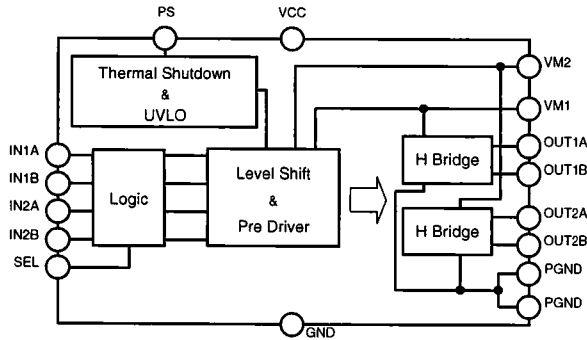 PS
VCC
Thermal Shutdown
&
UVLO
VM2
VM1
IN1A
IN1B
IN2A
IN2B
SEL
Logic
Level Shift
&
Pre Driver
H Bridge
OUT1A
OUT1B
H Bridge
OUT2A
OUT2B
PGND
PGND
GND